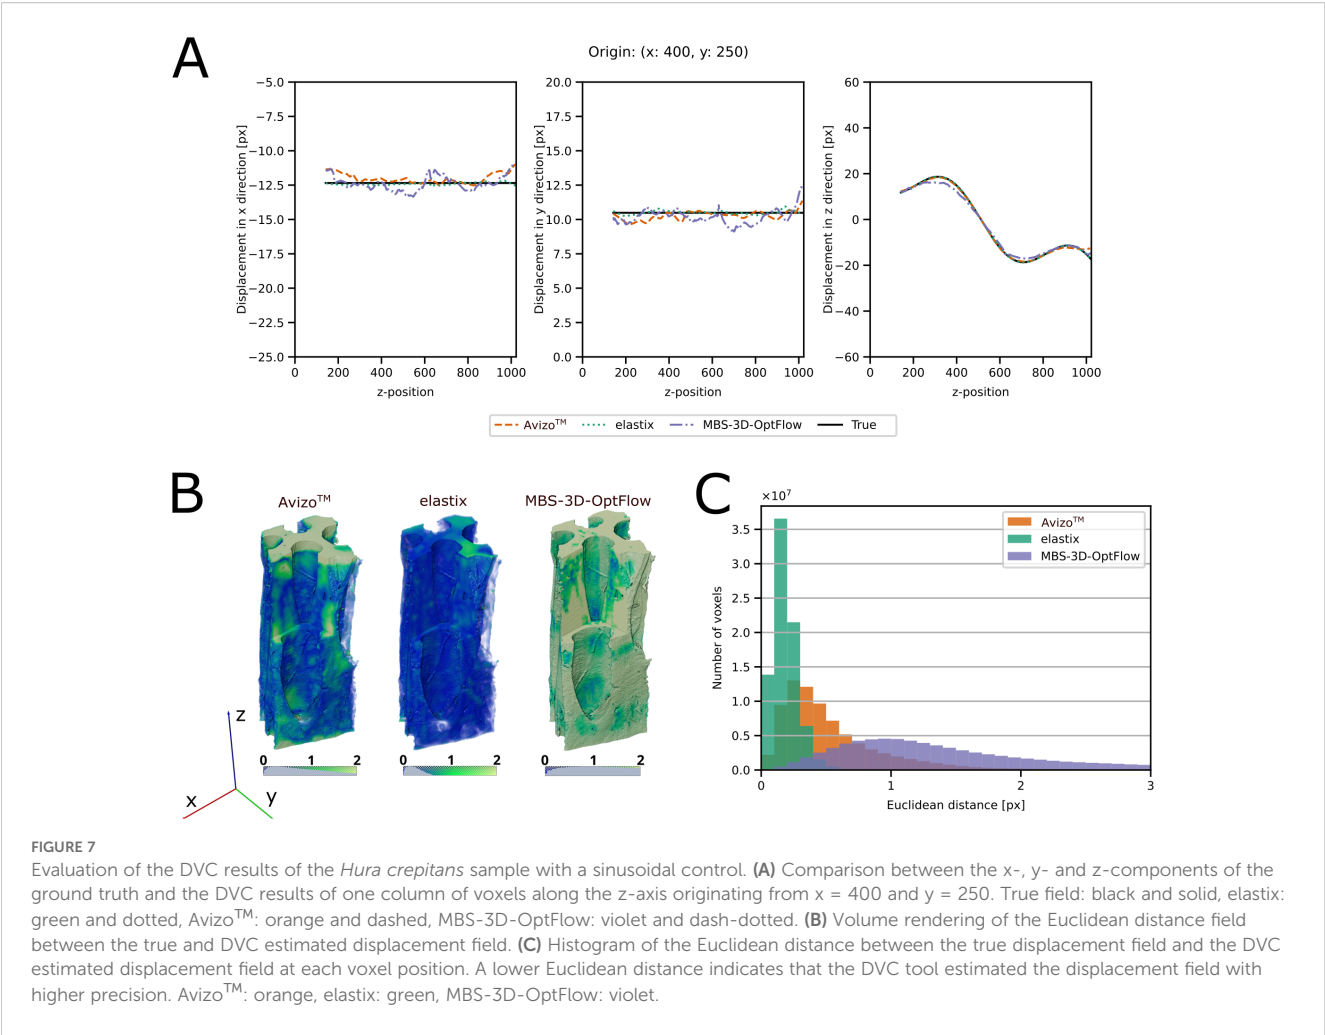 A
Origin: (x: 400, y: 250)
−5.0
−7.5
−10.0
−12.5
−15.0
−17.5
−20.0
−22.5
−25.0
Displacement in x direction [px]
0 200 400 600 800 1000
z-position
20.0
17.5
15.0
12.5
10.0
7.5
5.0
2.5
0.0
Displacement in y direction [px]
0 200 400 600 800 1000
z-position
60
40
20
0
−20
−40
−60
Displacement in z direction [px]
0 200 400 600 800 1000
z-position
Avizo™ elastix MBS-3D-OptFlow True
B
Avizo™ elastix MBS-3D-OptFlow
0 1 2 0 1 2 0 1 2
z
x y
C
×10⁷
3.5
3.0
2.5
2.0
1.5
1.0
0.5
0.0
Number of voxels
Avizo™
elastix
MBS-3D-OptFlow
0 1 2 3
Euclidean distance [px]
FIGURE 7
Evaluation of the DVC results of the Hura crepitans sample with a sinusoidal control. (A) Comparison between the x-, y- and z-components of the
ground truth and the DVC results of one column of voxels along the z-axis originating from x = 400 and y = 250. True field: black and solid, elastix:
green and dotted, Avizo™: orange and dashed, MBS-3D-OptFlow: violet and dash-dotted. (B) Volume rendering of the Euclidean distance field
between the true and DVC estimated displacement field. (C) Histogram of the Euclidean distance between the true displacement field and the DVC
estimated displacement field at each voxel position. A lower Euclidean distance indicates that the DVC tool estimated the displacement field with
higher precision. Avizo™: orange, elastix: green, MBS-3D-OptFlow: violet.